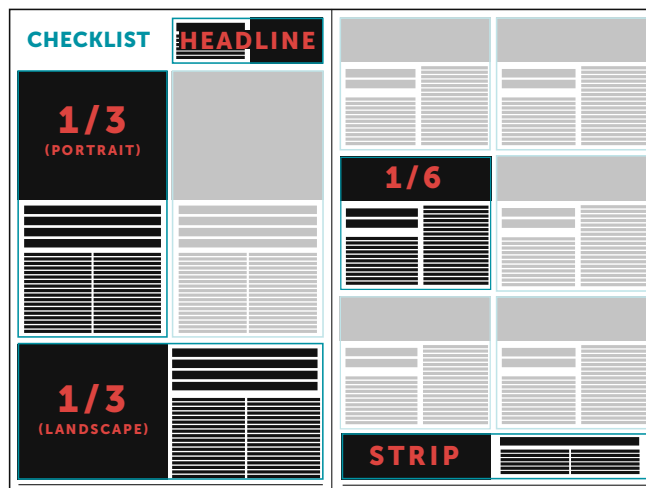 CHECKLIST
HEADLINE
1/3
(PORTRAIT)
1/3
(LANDSCAPE)
1/6
STRIP